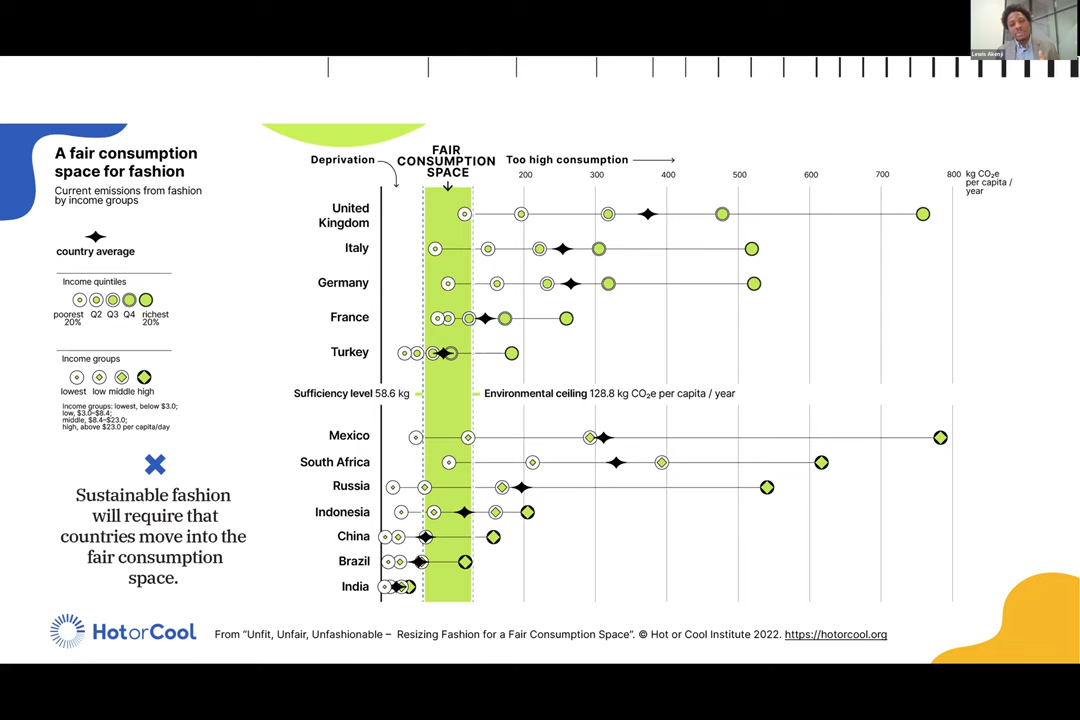 Lewis Akenji
A fair consumption
space for fashion
Current emissions from fashion
by income groups
country average
Income quintiles
poorest 20% Q2 Q3 Q4 richest 20%
Income groups
lowest low middle high
Income groups: lowest, below $3.0;
low, $3.0–$8.4;
middle, $8.4–$23.0;
high, above $23.0 per capita/day
Sustainable fashion
will require that
countries move into the
fair consumption
space.
Deprivation
FAIR
CONSUMPTION
SPACE
Too high consumption
200 300 400 500 600 700 800 kg CO₂e per capita / year
United
Kingdom
Italy
Germany
France
Turkey
Sufficiency level 58.6 kg
Environmental ceiling 128.8 kg CO₂e per capita / year
Mexico
South Africa
Russia
Indonesia
China
Brazil
India
HotorCool
From “Unfit, Unfair, Unfashionable – Resizing Fashion for a Fair Consumption Space”. © Hot or Cool Institute 2022. https://hotorcool.org